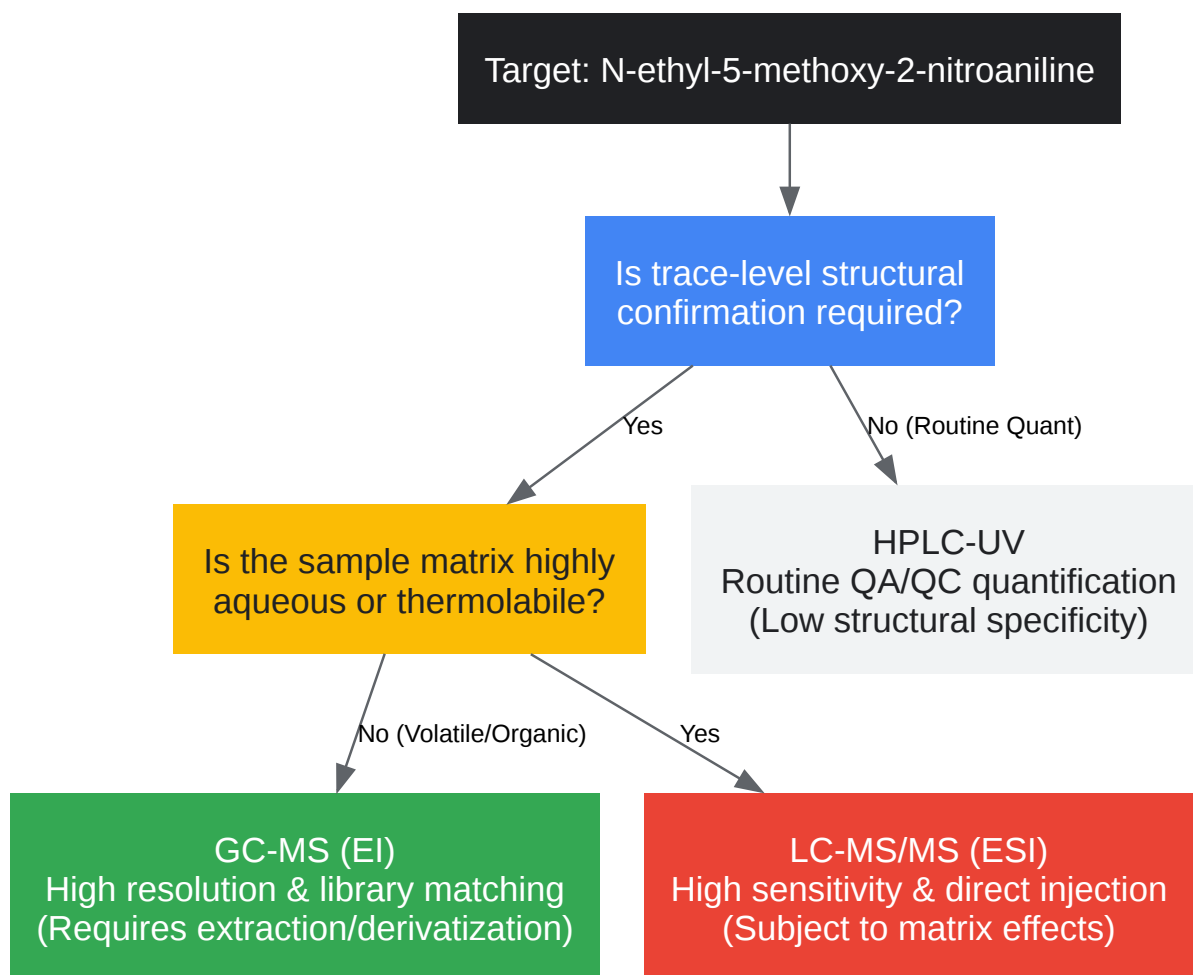 Target: N-ethyl-5-methoxy-2-nitroaniline
Is trace-level structural
confirmation required?
Yes
No (Routine Quant)
Is the sample matrix highly
aqueous or thermolabile?
HPLC-UV
Routine QA/QC quantification
(Low structural specificity)
No (Volatile/Organic)
Yes
GC-MS (EI)
High resolution & library matching
(Requires extraction/derivatization)
LC-MS/MS (ESI)
High sensitivity & direct injection
(Subject to matrix effects)